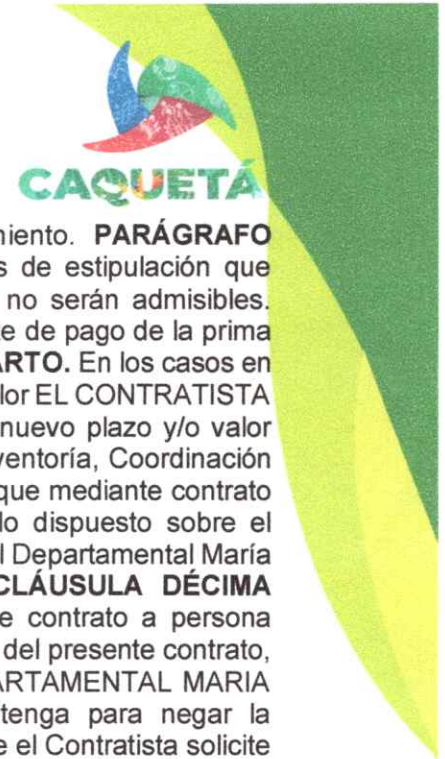 CAQUETÁ
miento. PARÁGRAFO
s de estipulación que
no serán admisibles.
te de pago de la prima
ARTO. En los casos en
lor EL CONTRATISTA
nuevo plazo y/o valor
ventoría, Coordinación
que mediante contrato
lo dispuesto sobre el
l Departamental María
CLÁUSULA DÉCIMA
e contrato a persona
del presente contrato,
ARTAMENTAL MARIA
tenga para negar la
e el Contratista solicite